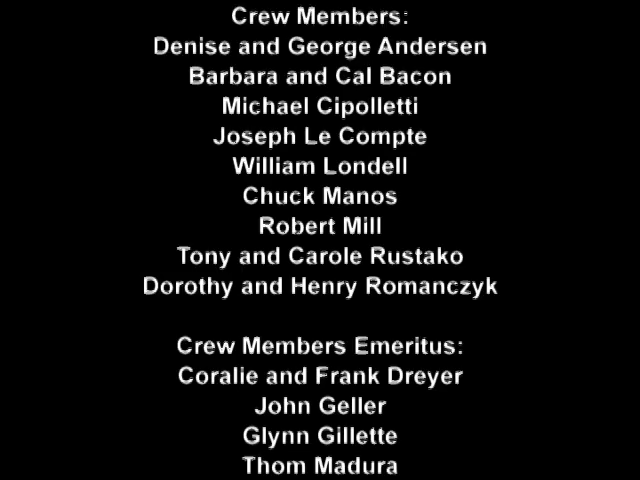 Crew Members:
Denise and George Andersen
Barbara and Cal Bacon
Michael Cipolletti
Joseph Le Compte
William Londell
Chuck Manos
Robert Mill
Tony and Carole Rustako
Dorothy and Henry Romanczyk
Crew Members Emeritus:
Coralie and Frank Dreyer
John Geller
Glynn Gillette
Thom Madura